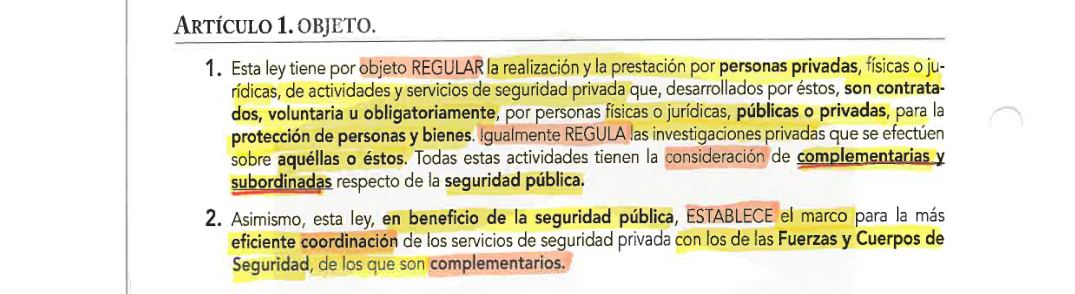 ARTÍCULO 1. OBJETO.
1. Esta ley tiene por objeto REGULAR la realización y la prestación por personas privadas, físicas o ju-
rídicas, de actividades y servicios de seguridad privada que, desarrollados por éstos, son contrata-
dos, voluntaria u obligatoriamente, por personas físicas o jurídicas, públicas o privadas, para la
protección de personas y bienes. Igualmente REGULA las investigaciones privadas que se efectúen
sobre aquéllas o éstos. Todas estas actividades tienen la consideración de complementarias y
subordinadas respecto de la seguridad pública.
2. Asimismo, esta ley, en beneficio de la seguridad pública, ESTABLECE el marco para la más
eficiente coordinación de los servicios de seguridad privada con los de las Fuerzas y Cuerpos de
Seguridad, de los que son complementarios.